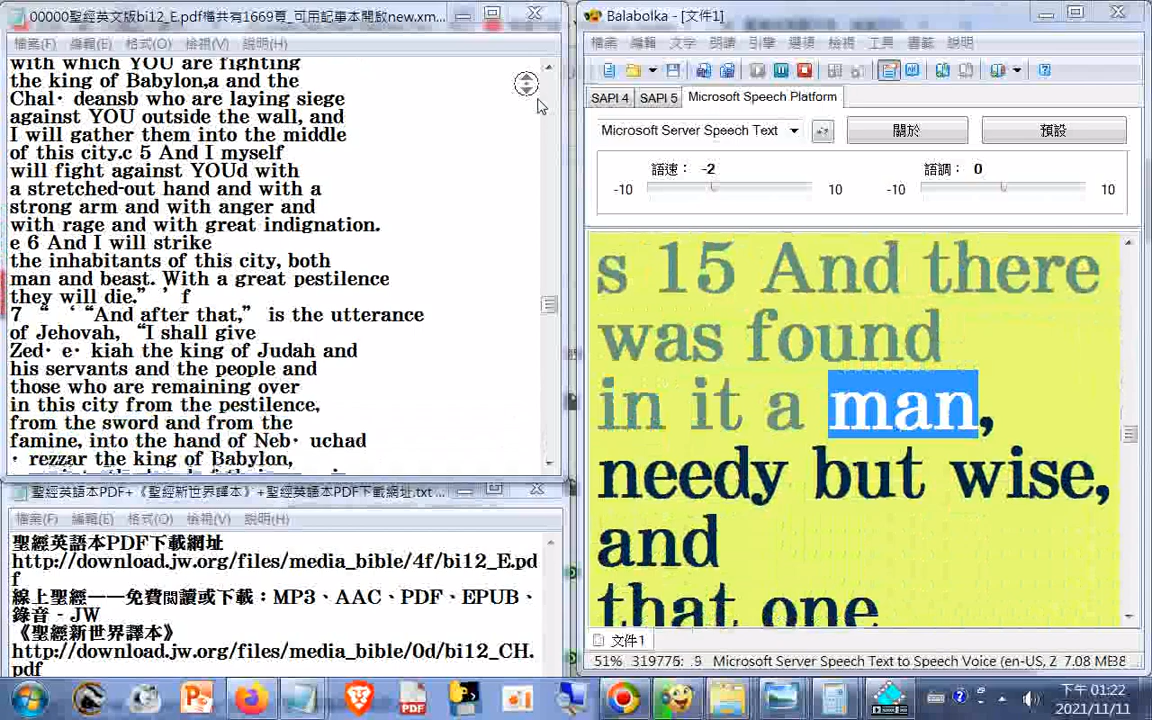 00000聖經英文版bi12_E.pdf檔共有1669頁_可用記事本開啟new.xm...
檔案(F) 編輯(E) 格式(O) 檢視(V) 說明(H)
with which YOU are fighting
the king of Babylon,a and the
Chal· deansb who are laying siege
against YOU outside the wall, and
I will gather them into the middle
of this city.c 5 And I myself
will fight against YOUd with
a stretched-out hand and with a
strong arm and with anger and
with rage and with great indignation.
e 6 And I will strike
the inhabitants of this city, both
man and beast. With a great pestilence
they will die.” ’ f
7 “ ‘ “And after that,” is the utterance
of Jehovah, “I shall give
Zed· e· kiah the king of Judah and
his servants and the people and
those who are remaining over
in this city from the pestilence,
from the sword and from the
famine, into the hand of Neb· uchad
· rezzar the king of Babylon,
聖經英語本PDF+《聖經新世界譯本》+聖經英語本PDF下載網址.txt ...
檔案(F) 編輯(E) 格式(O) 檢視(V) 說明(H)
聖經英語本PDF下載網址
http://download.jw.org/files/media_bible/4f/bi12_E.pd
f
線上聖經——免費閱讀或下載：MP3、AAC、PDF、EPUB、
錄音 - JW
《聖經新世界譯本》
http://download.jw.org/files/media_bible/0d/bi12_CH.
pdf
Balabolka - [文件1]
檔案 編輯 文字 朗讀 引擎 選項 檢視 工具 書籤 說明
SAPI 4 SAPI 5 Microsoft Speech Platform
Microsoft Server Speech Text 關於 預設
語速： -2 語調： 0
-10 10 -10 10
s 15 And there
was found
in it a man,
needy but wise,
and
that one
文件1
51% 319775: 9 Microsoft Server Speech Text to Speech Voice (en-US, Z 7.08 MB
下午 01:22
2021/11/11